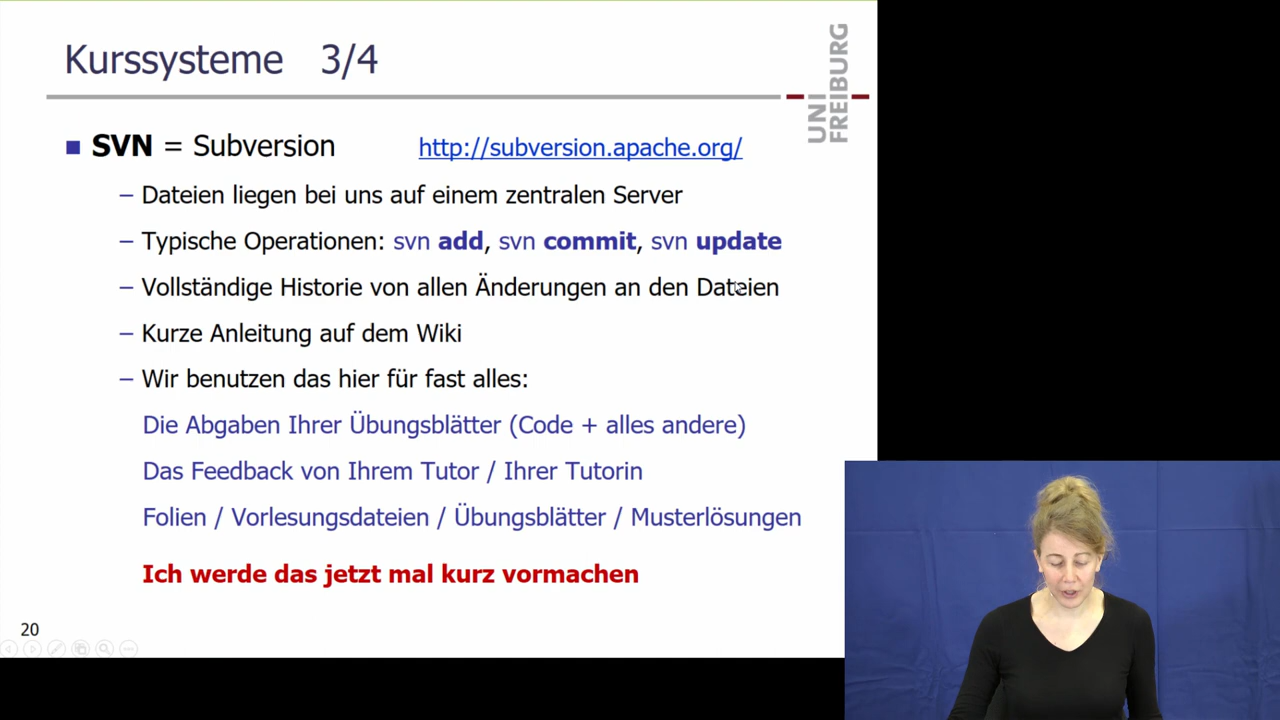 Kurssysteme 3/4
UNI
FREIBURG
SVN = Subversion http://subversion.apache.org/
– Dateien liegen bei uns auf einem zentralen Server
– Typische Operationen: svn add, svn commit, svn update
– Vollständige Historie von allen Änderungen an den Dateien
– Kurze Anleitung auf dem Wiki
– Wir benutzen das hier für fast alles:
Die Abgaben Ihrer Übungsblätter (Code + alles andere)
Das Feedback von Ihrem Tutor / Ihrer Tutorin
Folien / Vorlesungsdateien / Übungsblätter / Musterlösungen
Ich werde das jetzt mal kurz vormachen
20